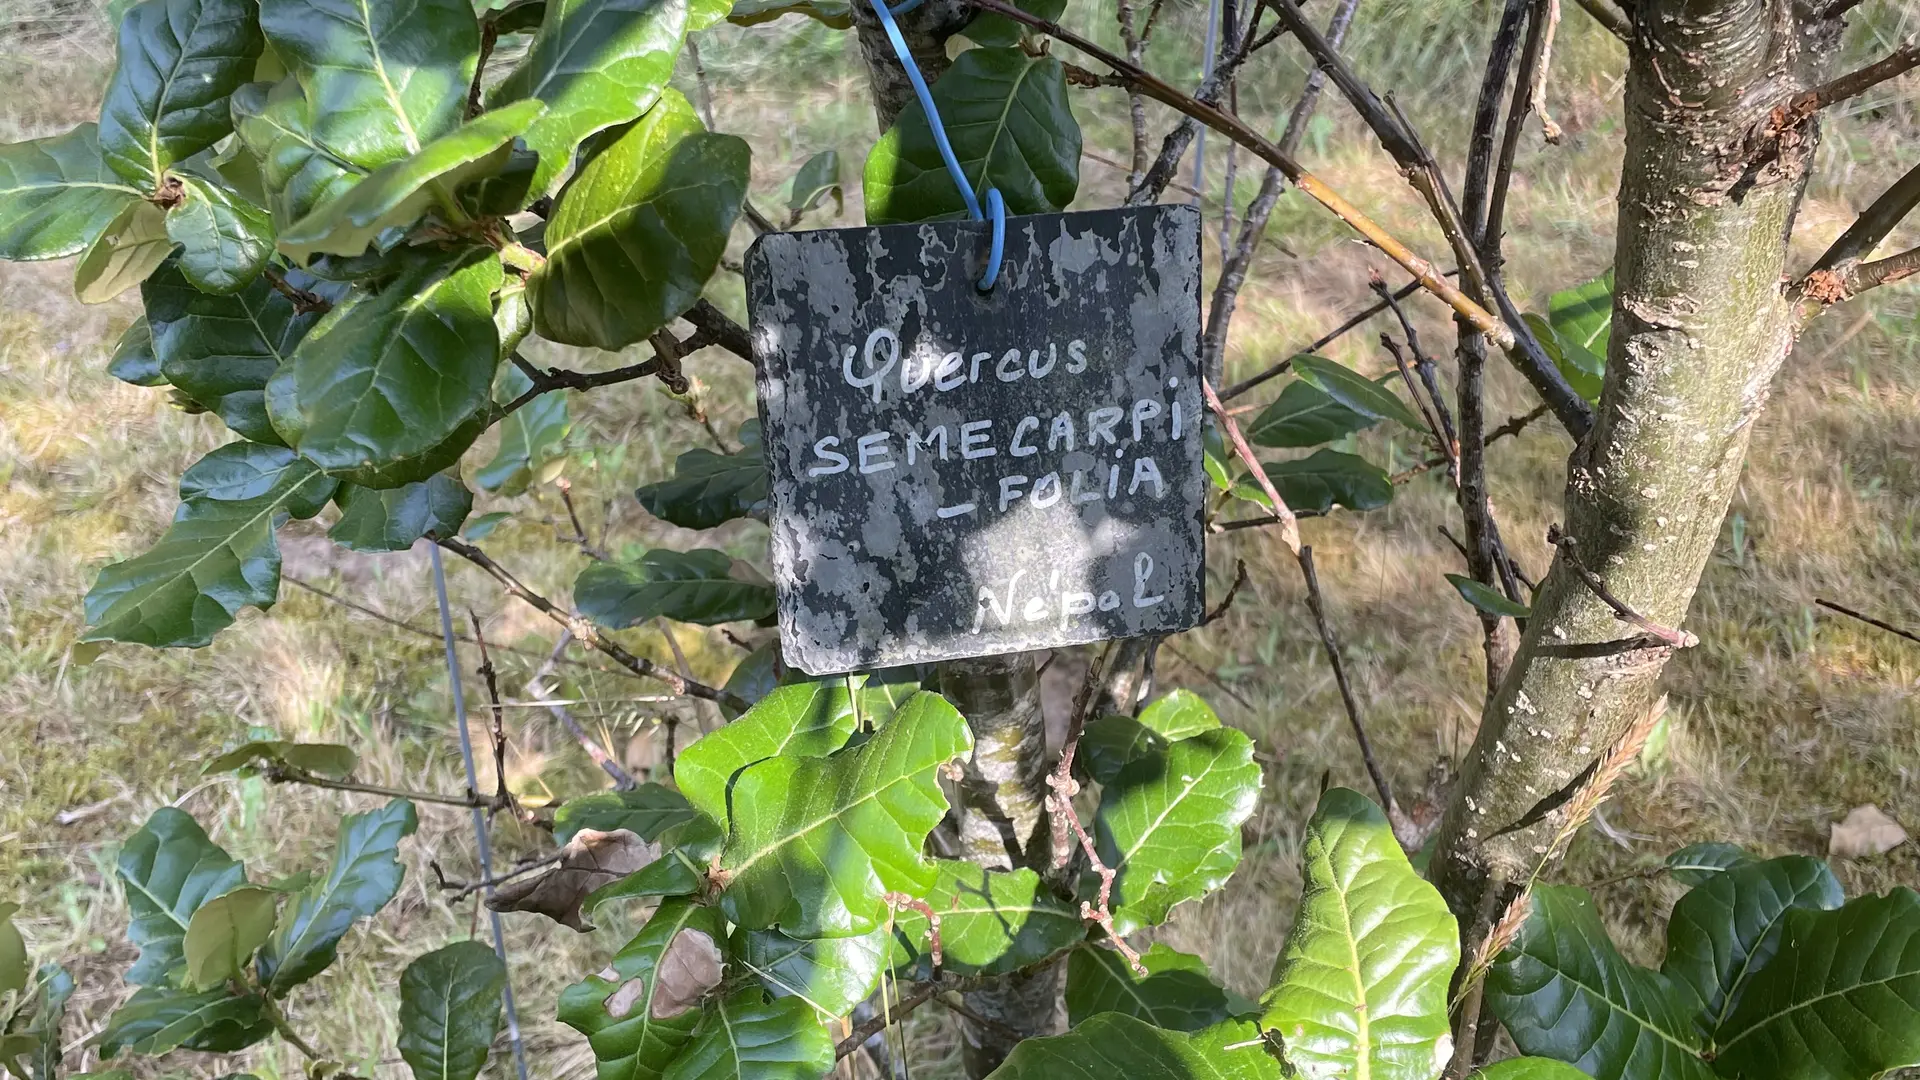 Quercus
SEMECARPi
-FOLiA
Népal